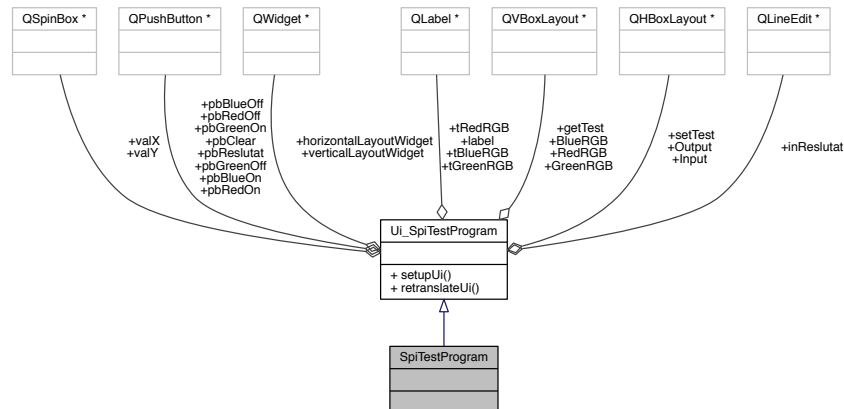 QSpinBox *
QPushButton *
QWidget *
QLabel *
QVBoxLayout *
QHBoxLayout *
QLineEdit *
+valX
+valY
+pbBlueOff
+pbRedOff
+pbGreenOn
+pbClear
+pbReslutat
+pbGreenOff
+pbBlueOn
+pbRedOn
+horizontalLayoutWidget
+verticalLayoutWidget
+tRedRGB
+label
+tBlueRGB
+tGreenRGB
+getTest
+BlueRGB
+RedRGB
+GreenRGB
+setTest
+Output
+Input
+inReslutat
Ui_SpiTestProgram
+ setupUi()
+ retranslateUi()
SpiTestProgram